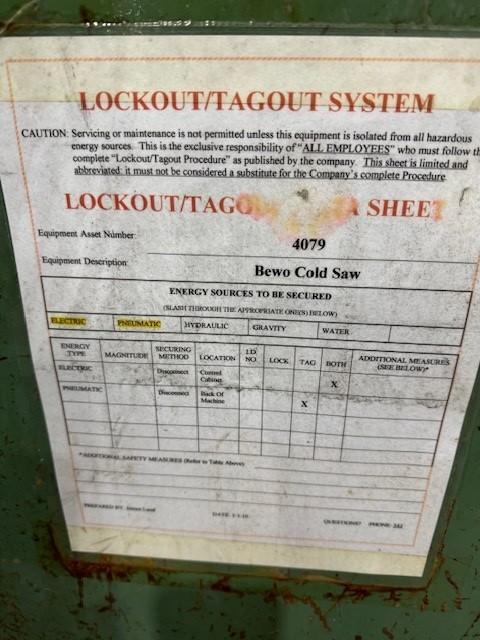 LOCKOUT/TAGOUT SYSTEM
CAUTION: Servicing or maintenance is not permitted unless this equipment is isolated from all hazardous
energy sources. This is the exclusive responsibility of "ALL EMPLOYEES" who must follow th
complete "Lockout/Tagout Procedure" as published by the company. This sheet is limited and
abbreviated: it must not be considered a substitute for the Company's complete Procedure
LOCKOUT/TAGO A SHEET
Equipment Asset Number: 4079
Equipment Description: Bewo Cold Saw
ENERGY SOURCES TO BE SECURED
(SLASH THROUGH THE APPROPRIATE ONE(S) BELOW)
ELECTRIC PNEUMATIC HYDRAULIC GRAVITY WATER
ENERGY TYPE MAGNITUDE SECURING METHOD LOCATION I.D NO. LOCK TAG BOTH ADDITIONAL MEASURES (SEE BELOW)*
ELECTRIC Disconnect Control Cabinet X
PNEUMATIC Disconnect Back Of Machine X
*ADDITIONAL SAFETY MEASURES (Refer to Table Above)
PREPARED BY: DATE: QUESTIONS? PHONE: 242